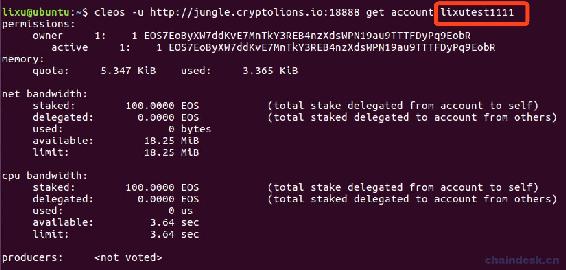 lixu@ubuntu:~$ cleos -u http://jungle.cryptolions.io:18888 get account lixutest1111
permissions:
owner 1: 1 EOS7EoByXW7ddKvE7MnTkY3REB4nzXdsWPN19au9TTTFDyPq9EobR
active 1: 1 EOS7EoByXW7ddKvE7MnTkY3REB4nzXdsWPN19au9TTTFDyPq9EobR
memory:
quota: 5.347 KiB used: 3.365 KiB
net bandwidth:
staked: 100.0000 EOS (total stake delegated from account to self)
delegated: 0.0000 EOS (total staked delegated to account from others)
used: 0 bytes
available: 18.25 MiB
limit: 18.25 MiB
cpu bandwidth:
staked: 100.0000 EOS (total stake delegated from account to self)
delegated: 0.0000 EOS (total staked delegated to account from others)
used: 0 us
available: 3.64 sec
limit: 3.64 sec
producers: <not voted>
chaindesk.cn